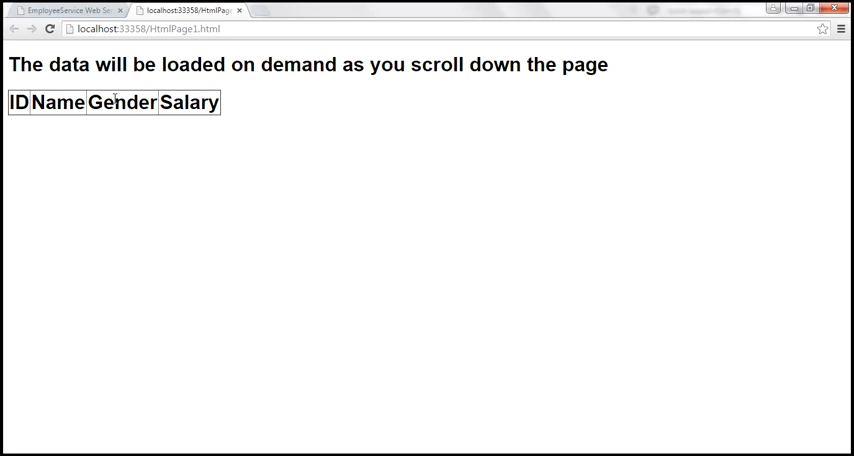 EmployeeService Web Se
localhost:33358/HtmlPag
localhost:33358/HtmlPage1.html
The data will be loaded on demand as you scroll down the page
ID Name Gender Salary